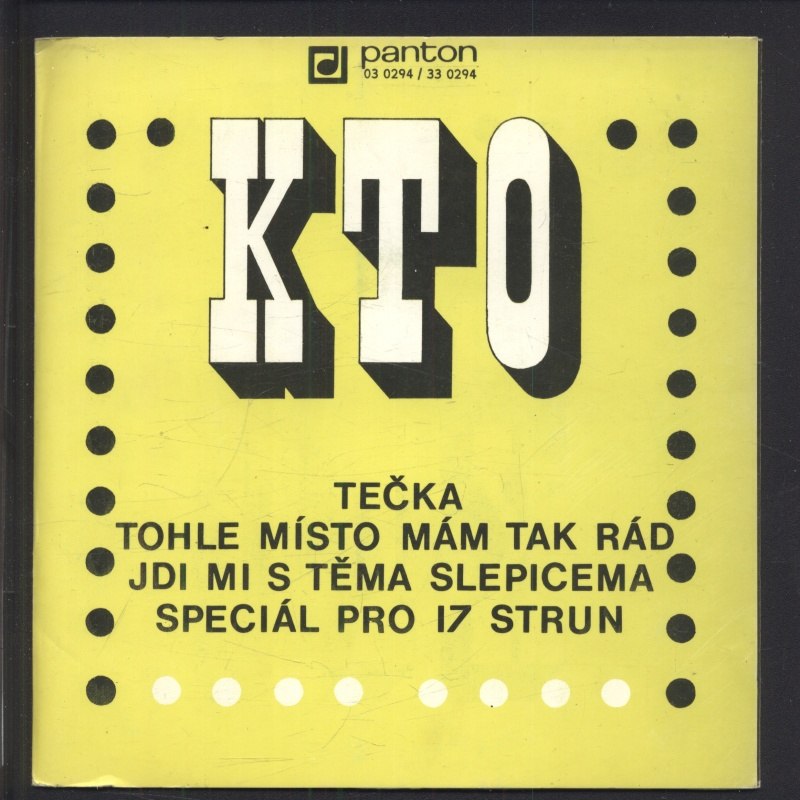 panton
03 0294 / 33 0294
KTO
TEČKA
TOHLE MÍSTO MÁM TAK RÁD
JDI MI S TĚMA SLEPICEMA
SPECIÁL PRO 17 STRUN